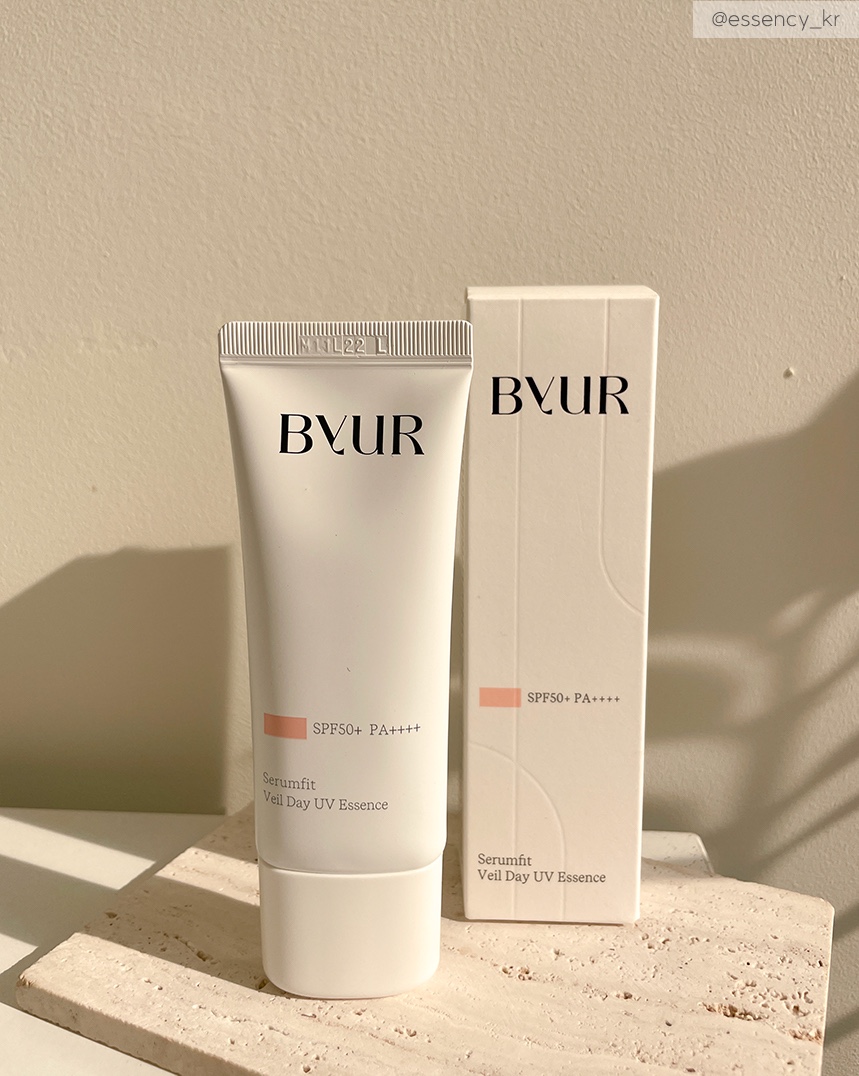 @essency_kr
BYUR
SPF50+ PA++++
Serumfit
Veil Day UV Essence
BYUR
SPF50+ PA++++
Serumfit
Veil Day UV Essence